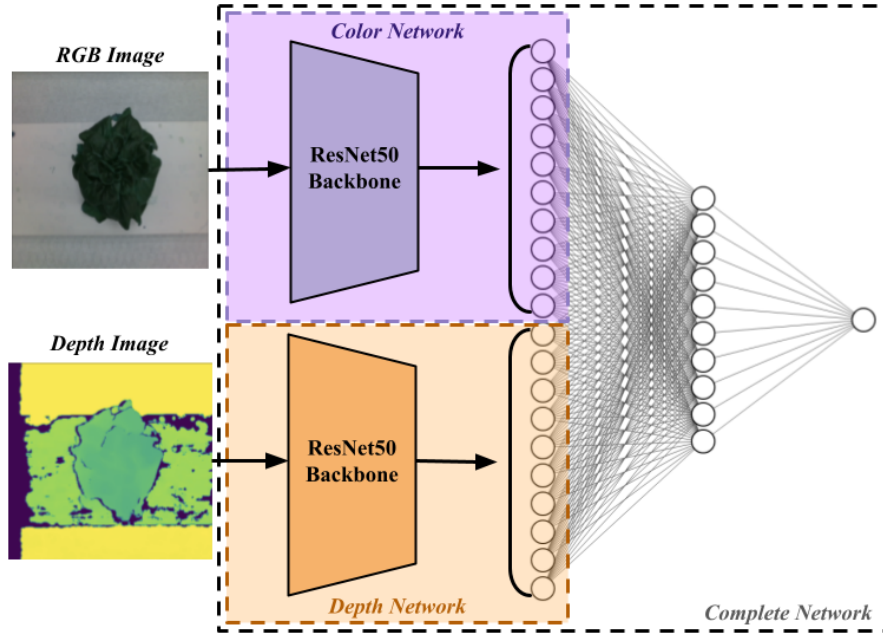 Color Network
RGB Image
ResNet50
Backbone
Depth Image
ResNet50
Backbone
Depth Network
Complete Network